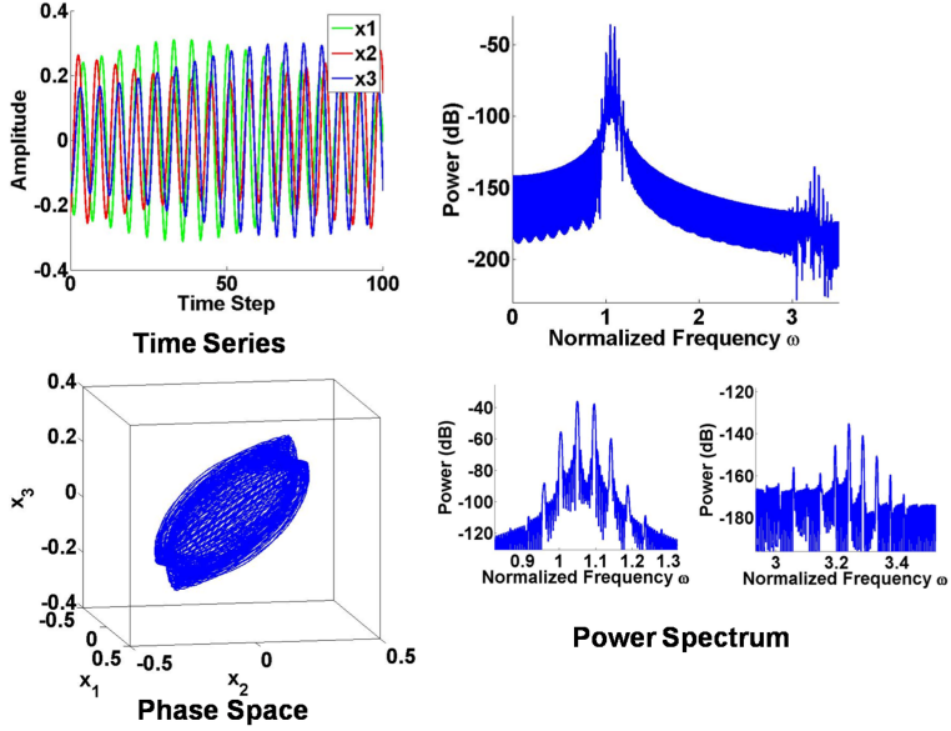 0.4
0.2
0
-0.2
-0.4
Amplitude
x1
x2
x3
0 50 100
Time Step
Time Series
-50
-100
-150
-200
Power (dB)
0 1 2 3
Normalized Frequency ω
0.4
0.2
0
-0.2
-0.4
x3
-0.5
0
0.5
x1
-0.5
0
0.5
x2
Phase Space
-40
-60
-80
-100
-120
Power (dB)
0.9 1 1.1 1.2 1.3
Normalized Frequency ω
-120
-140
-160
-180
Power (dB)
3 3.2 3.4
Normalized Frequency ω
Power Spectrum